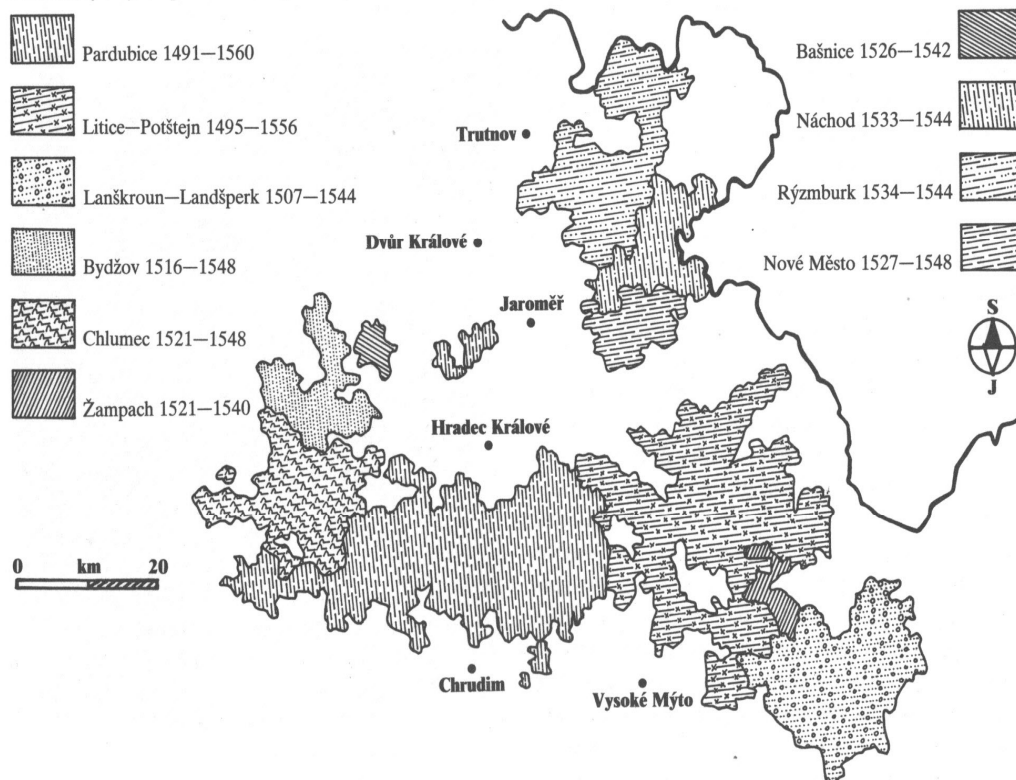 Pardubice 1491—1560
Litice—Potštejn 1495—1556
Lanškroun—Landšperk 1507—1544
Bydžov 1516—1548
Chlumec 1521—1548
Žampach 1521—1540
Bašnice 1526—1542
Náchod 1533—1544
Rýzmburk 1534—1544
Nové Město 1527—1548
S
J
Trutnov
Dvůr Králové
Jaroměř
Hradec Králové
0 km 20
Chrudim
Vysoké Mýto